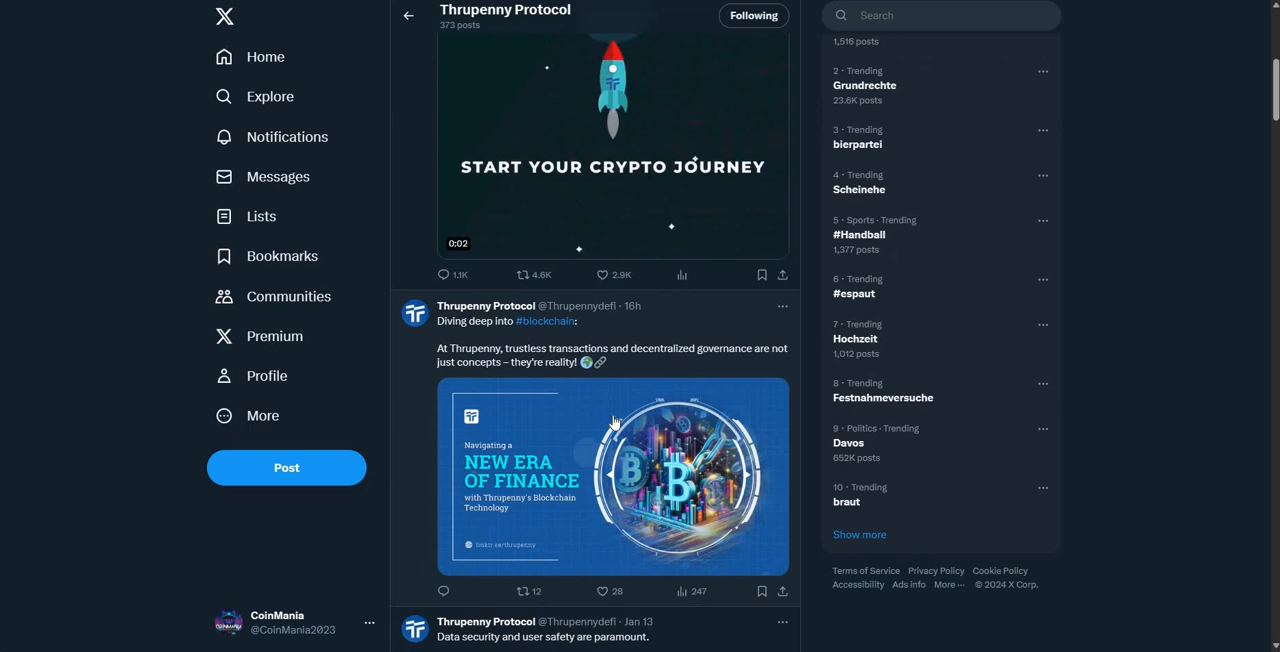 Home
Explore
Notifications
Messages
Lists
Bookmarks
Communities
Premium
Profile
More
Post
CoinMania
@CoinMania2023
Thrupenny Protocol
373 posts
Following
START YOUR CRYPTO JOURNEY
0:02
1.1K 4.6K 2.9K
Thrupenny Protocol @Thrupennydefi · 16h
Diving deep into #blockchain:
At Thrupenny, trustless transactions and decentralized governance are not
just concepts – they're reality! 🌍🔗
Navigating a
NEW ERA
OF FINANCE
with Thrupenny's Blockchain
Technology
linktr.ee/thrupenny
12 28 247
Thrupenny Protocol @Thrupennydefi · Jan 13
Data security and user safety are paramount.
Search
1,516 posts
2 · Trending
Grundrechte
23.6K posts
3 · Trending
bierpartei
4 · Trending
Scheinehe
5 · Sports · Trending
#Handball
1,377 posts
6 · Trending
#espaut
7 · Trending
Hochzeit
1,012 posts
8 · Trending
Festnahmeversuche
9 · Politics · Trending
Davos
652K posts
10 · Trending
braut
Show more
Terms of Service Privacy Policy Cookie Policy
Accessibility Ads info More ··· © 2024 X Corp.